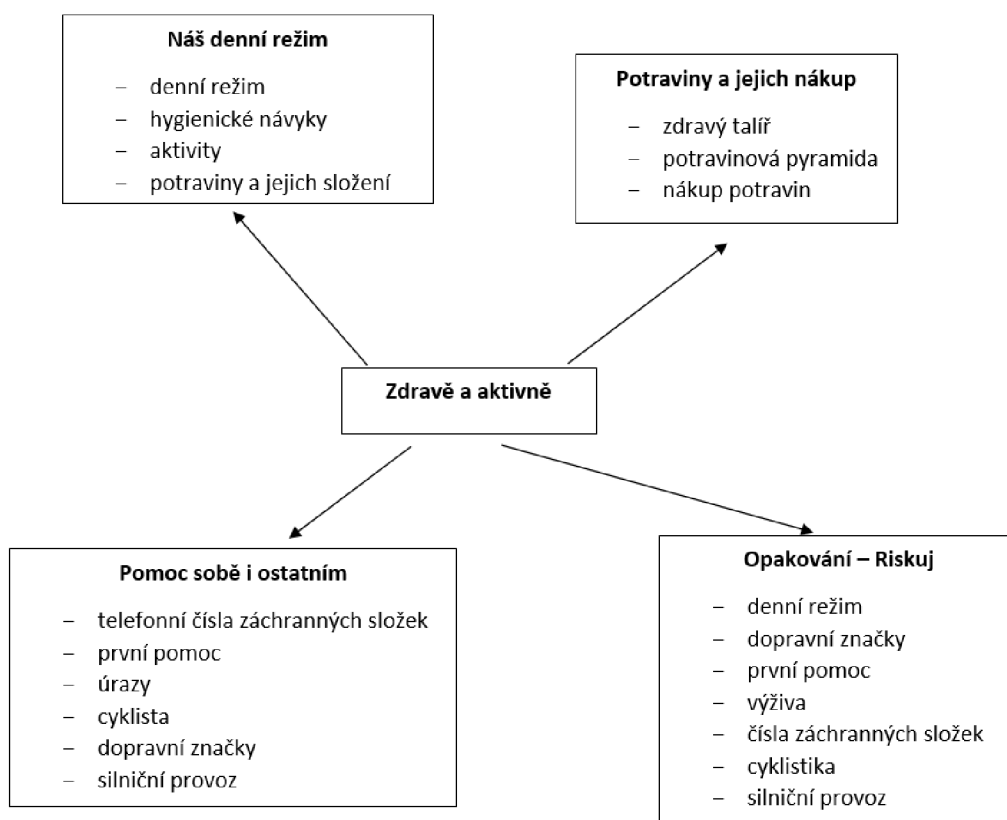 Náš denní režim
– denní režim
– hygienické návyky
– aktivity
– potraviny a jejich složení
Potraviny a jejich nákup
– zdravý talíř
– potravinová pyramida
– nákup potravin
Zdravě a aktivně
Pomoc sobě i ostatním
– telefonní čísla záchranných složek
– první pomoc
– úrazy
– cyklista
– dopravní značky
– silniční provoz
Opakování – Riskuj
– denní režim
– dopravní značky
– první pomoc
– výživa
– čísla záchranných složek
– cyklistika
– silniční provoz